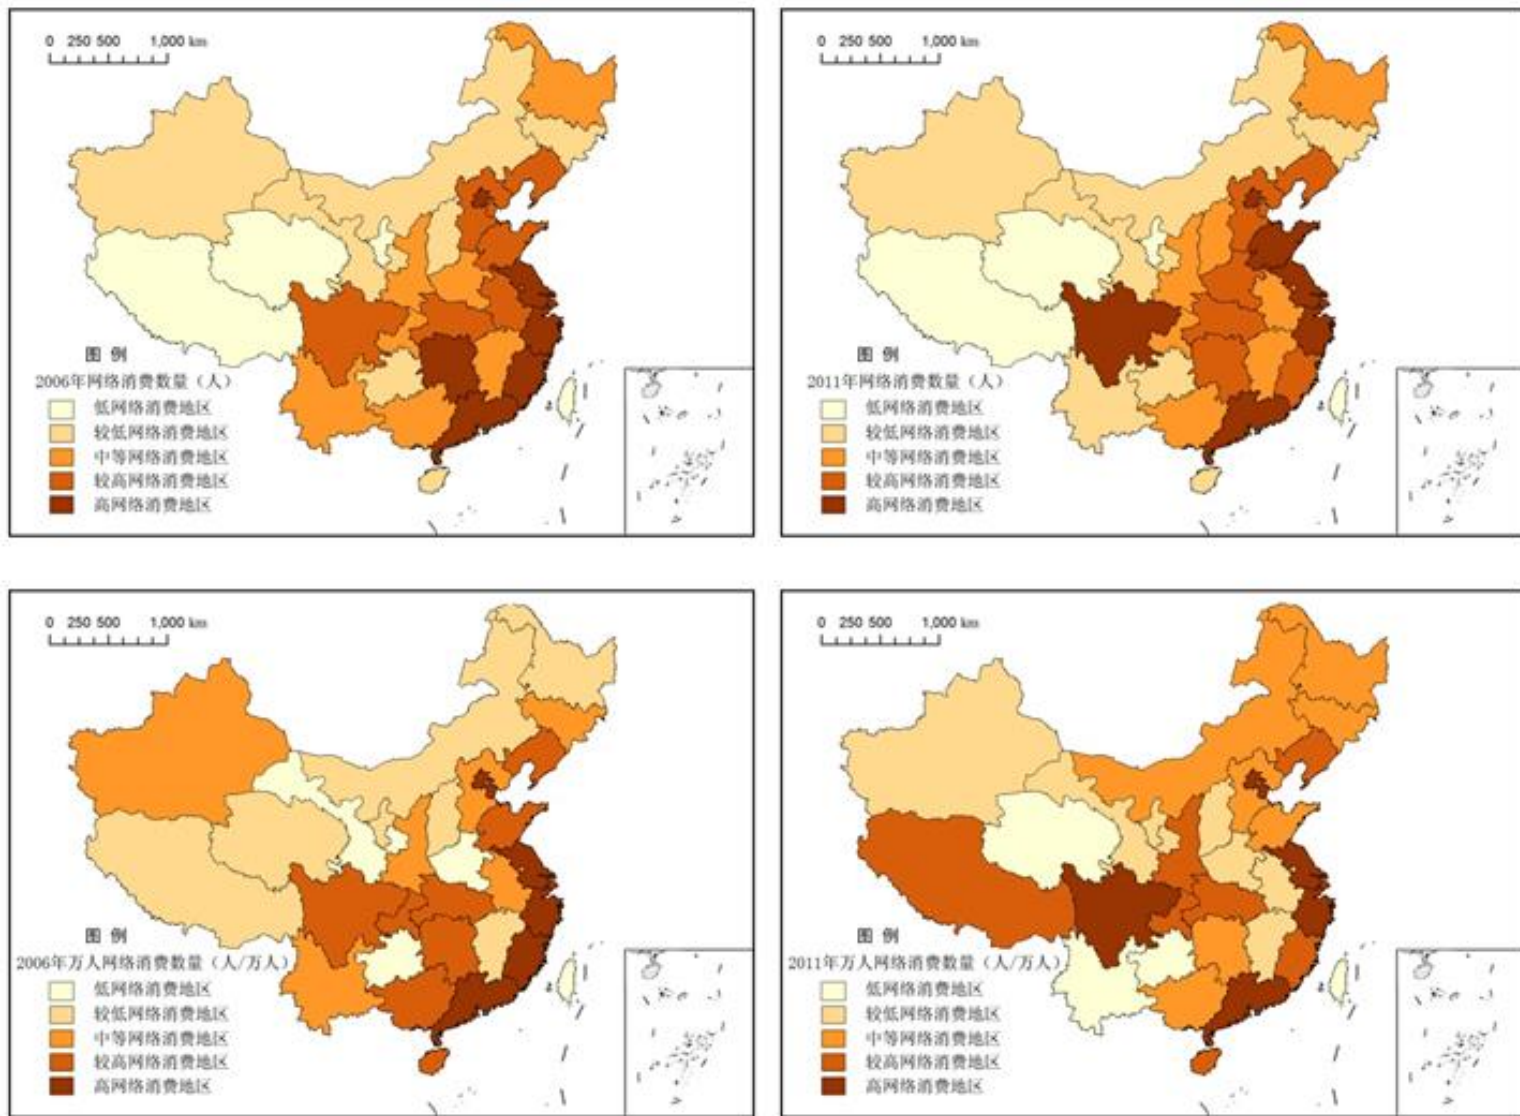 0 250 500 1,000 km
图 例
2006年网络消费数量（人）
低网络消费地区
较低网络消费地区
中等网络消费地区
较高网络消费地区
高网络消费地区
0 250 500 1,000 km
图 例
2011年网络消费数量（人）
低网络消费地区
较低网络消费地区
中等网络消费地区
较高网络消费地区
高网络消费地区
0 250 500 1,000 km
图 例
2006年万人网络消费数量（人/万人）
低网络消费地区
较低网络消费地区
中等网络消费地区
较高网络消费地区
高网络消费地区
0 250 500 1,000 km
图 例
2011年万人网络消费数量（人/万人）
低网络消费地区
较低网络消费地区
中等网络消费地区
较高网络消费地区
高网络消费地区